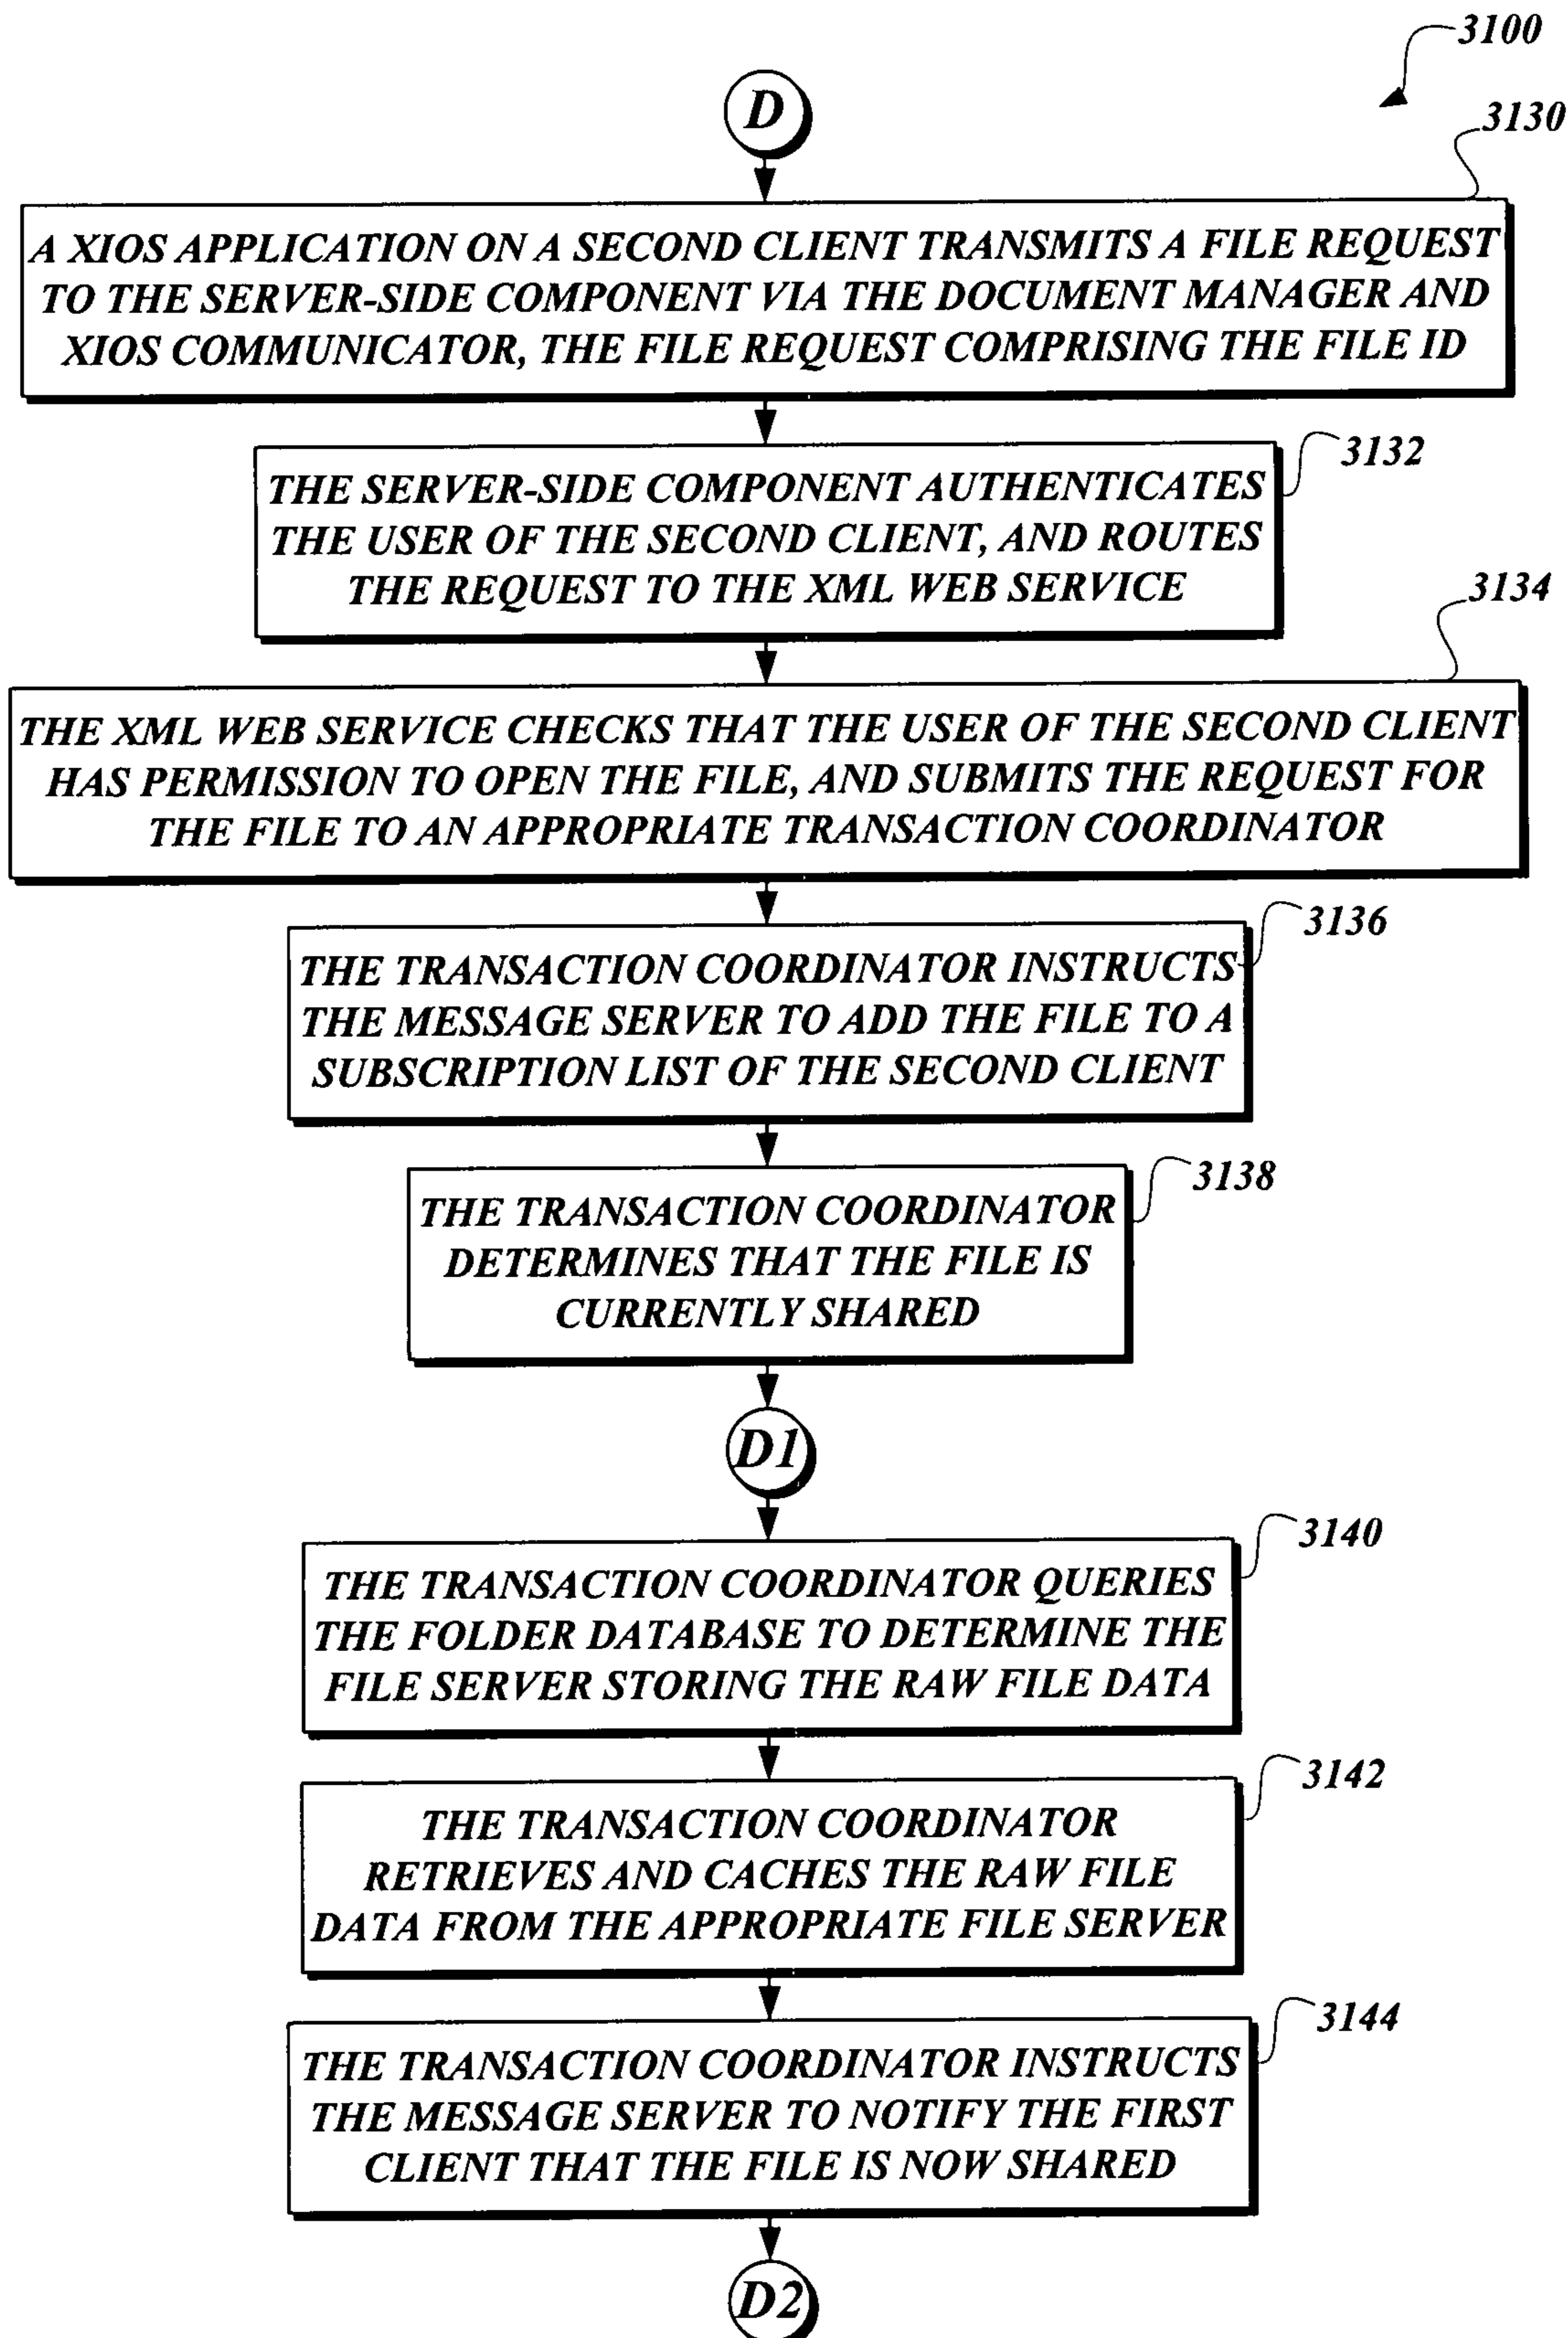 3100
D
3130
A XIOS APPLICATION ON A SECOND CLIENT TRANSMITS A FILE REQUEST
TO THE SERVER-SIDE COMPONENT VIA THE DOCUMENT MANAGER AND
XIOS COMMUNICATOR, THE FILE REQUEST COMPRISING THE FILE ID
3132
THE SERVER-SIDE COMPONENT AUTHENTICATES
THE USER OF THE SECOND CLIENT, AND ROUTES
THE REQUEST TO THE XML WEB SERVICE
3134
THE XML WEB SERVICE CHECKS THAT THE USER OF THE SECOND CLIENT
HAS PERMISSION TO OPEN THE FILE, AND SUBMITS THE REQUEST FOR
THE FILE TO AN APPROPRIATE TRANSACTION COORDINATOR
3136
THE TRANSACTION COORDINATOR INSTRUCTS
THE MESSAGE SERVER TO ADD THE FILE TO A
SUBSCRIPTION LIST OF THE SECOND CLIENT
3138
THE TRANSACTION COORDINATOR
DETERMINES THAT THE FILE IS
CURRENTLY SHARED
D1
3140
THE TRANSACTION COORDINATOR QUERIES
THE FOLDER DATABASE TO DETERMINE THE
FILE SERVER STORING THE RAW FILE DATA
3142
THE TRANSACTION COORDINATOR
RETRIEVES AND CACHES THE RAW FILE
DATA FROM THE APPROPRIATE FILE SERVER
3144
THE TRANSACTION COORDINATOR INSTRUCTS
THE MESSAGE SERVER TO NOTIFY THE FIRST
CLIENT THAT THE FILE IS NOW SHARED
D2